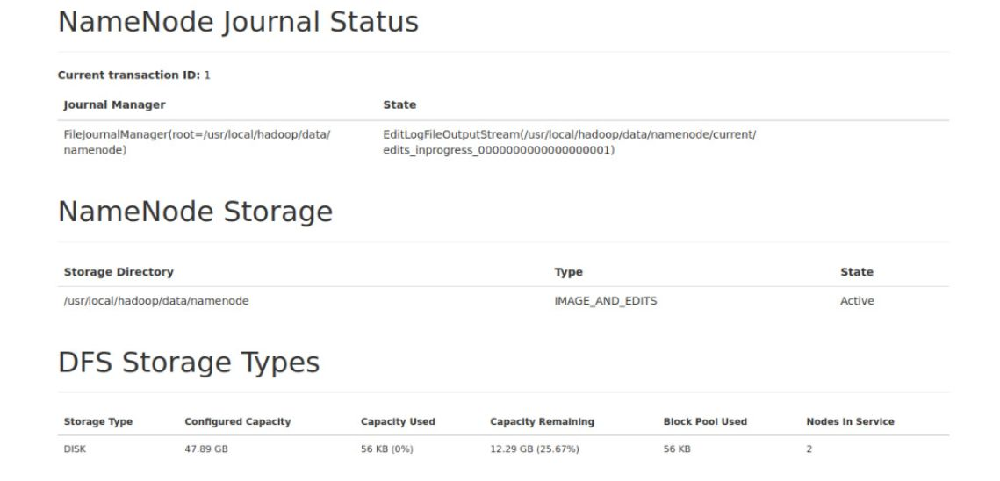 NameNode Journal Status
Current transaction ID: 1
Journal Manager State
FileJournalManager(root=/usr/local/hadoop/data/ EditLogFileOutputStream(/usr/local/hadoop/data/namenode/current/
namenode) edits_inprogress_0000000000000000001)
NameNode Storage
Storage Directory Type State
/usr/local/hadoop/data/namenode IMAGE_AND_EDITS Active
DFS Storage Types
Storage Type Configured Capacity Capacity Used Capacity Remaining Block Pool Used Nodes In Service
DISK 47.89 GB 56 KB (0%) 12.29 GB (25.67%) 56 KB 2